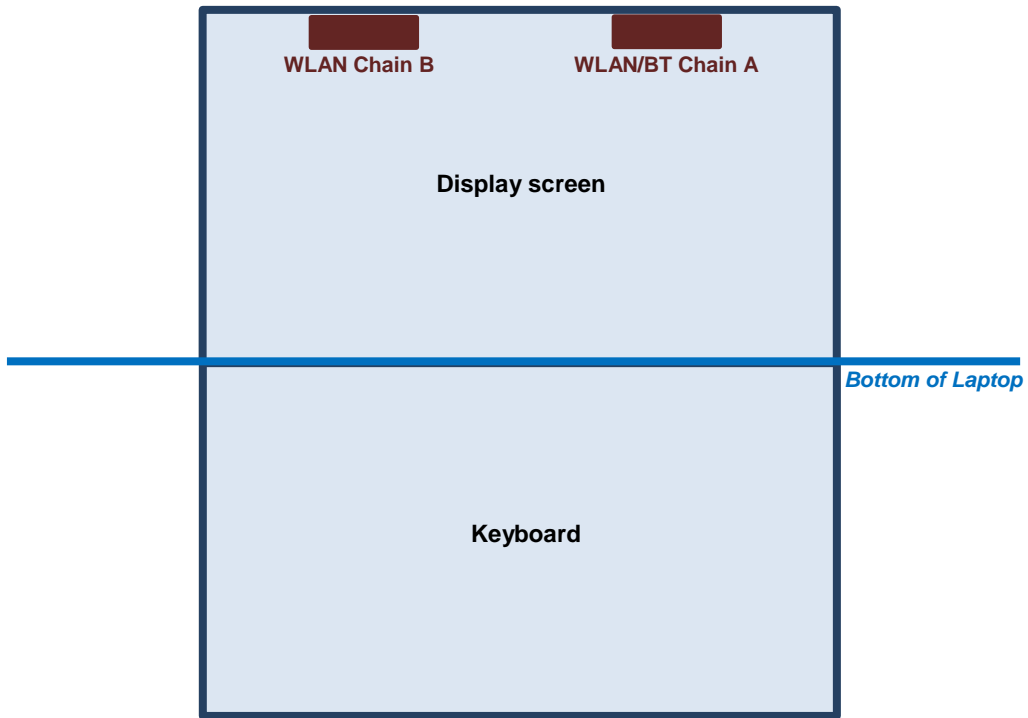 WLAN Chain B
WLAN/BT Chain A
Display screen
Bottom of Laptop
Keyboard